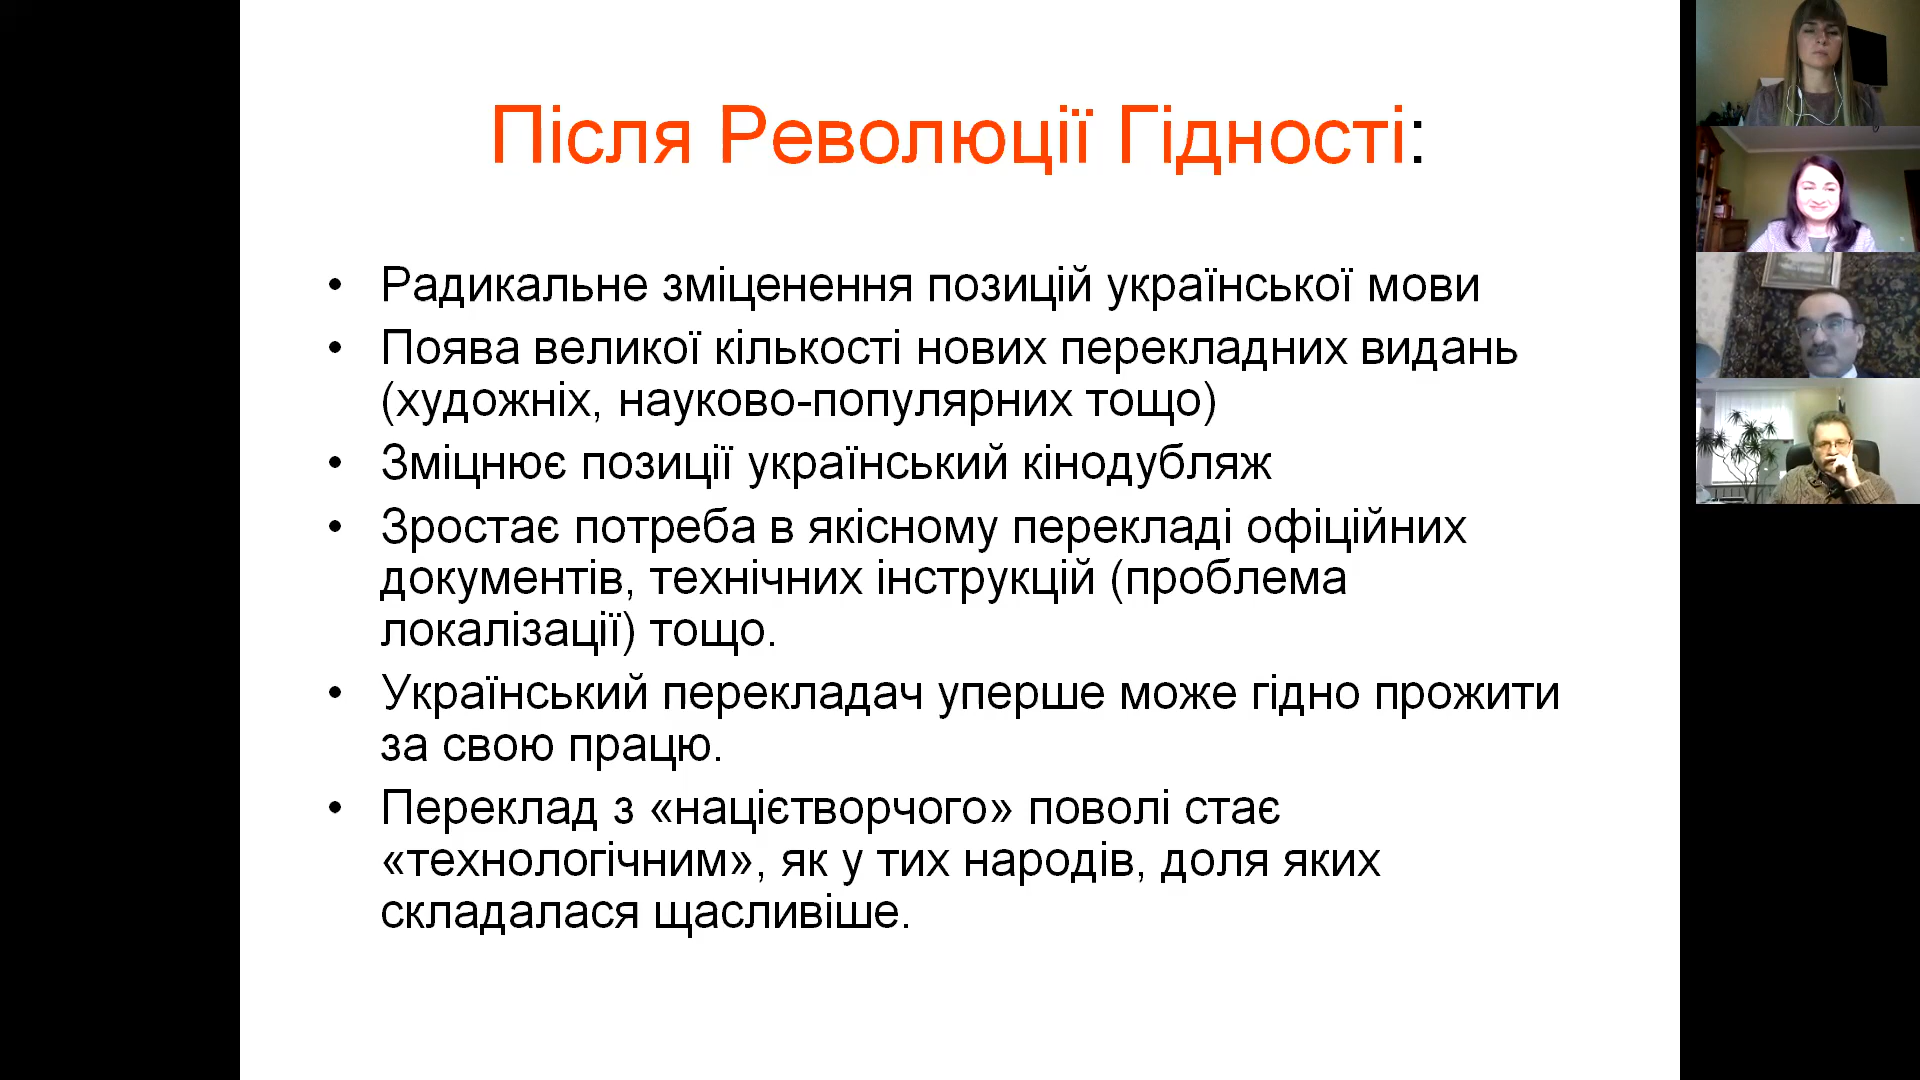 Після Революції Гідності:
• Радикальне зміценення позицій української мови
• Поява великої кількості нових перекладних видань
(художніх, науково-популярних тощо)
• Зміцнює позиції український кінодубляж
• Зростає потреба в якісному перекладі офіційних
документів, технічних інструкцій (проблема
локалізації) тощо.
• Український перекладач уперше може гідно прожити
за свою працю.
• Переклад з «націєтворчого» поволі стає
«технологічним», як у тих народів, доля яких
складалася щасливіше.